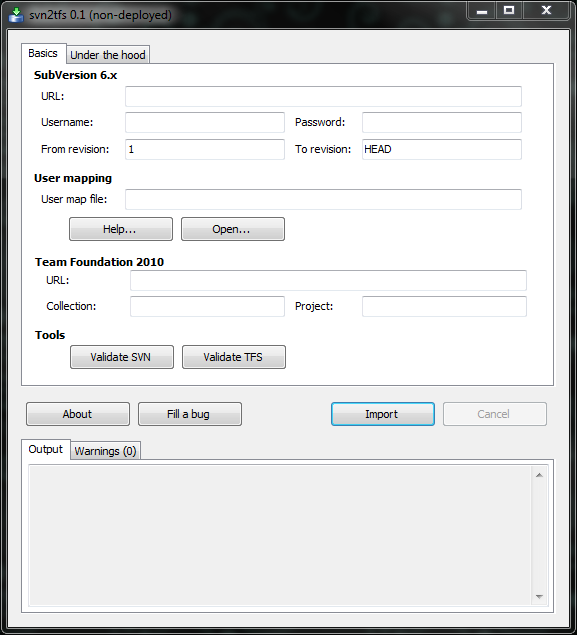 svn2tfs 0.1 (non-deployed)
Basics Under the hood
SubVersion 6.x
URL:
Username: Password:
From revision: 1 To revision: HEAD
User mapping
User map file:
Help... Open...
Team Foundation 2010
URL:
Collection: Project:
Tools
Validate SVN Validate TFS
About Fill a bug Import Cancel
Output Warnings (0)